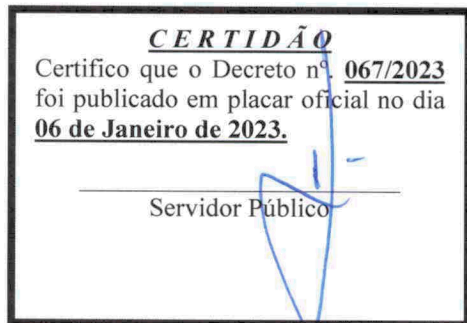 CERTIDÃO
Certifico que o Decreto nº. 067/2023
foi publicado em placar oficial no dia
06 de Janeiro de 2023.
Servidor Público